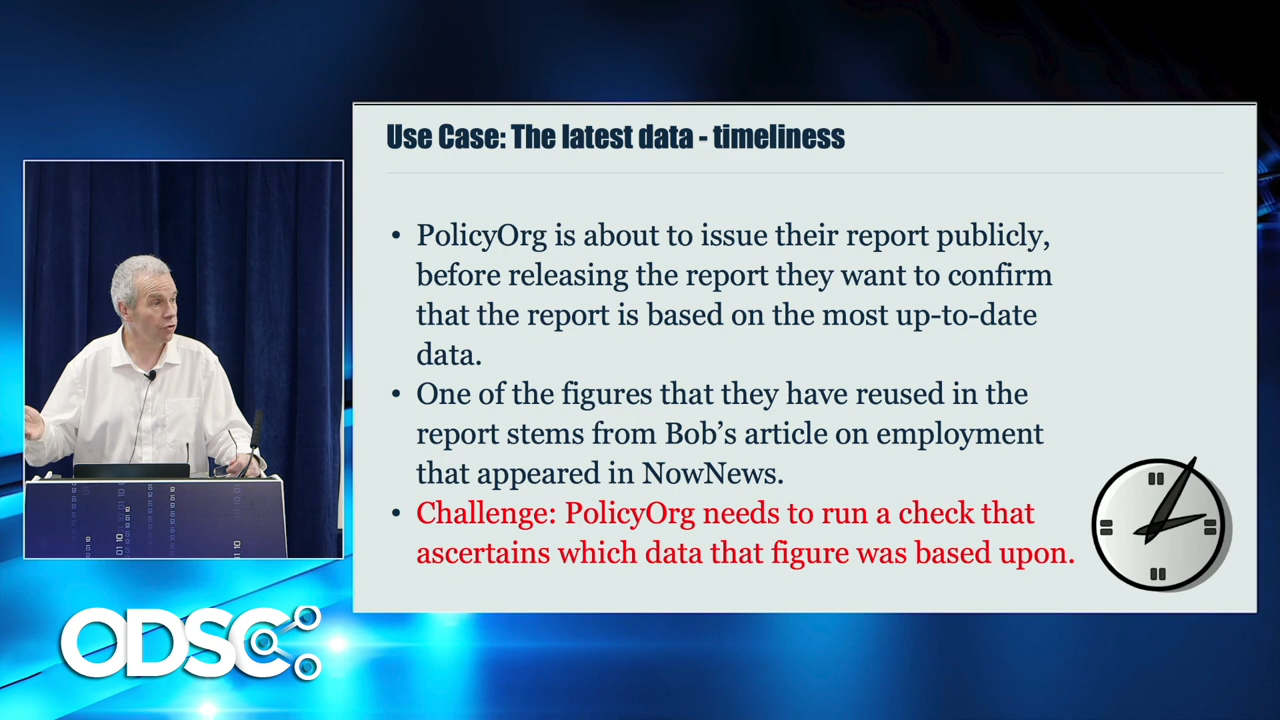 Use Case: The latest data - timeliness
• PolicyOrg is about to issue their report publicly,
before releasing the report they want to confirm
that the report is based on the most up-to-date
data.
• One of the figures that they have reused in the
report stems from Bob’s article on employment
that appeared in NowNews.
• Challenge: PolicyOrg needs to run a check that
ascertains which data that figure was based upon.
ODSC